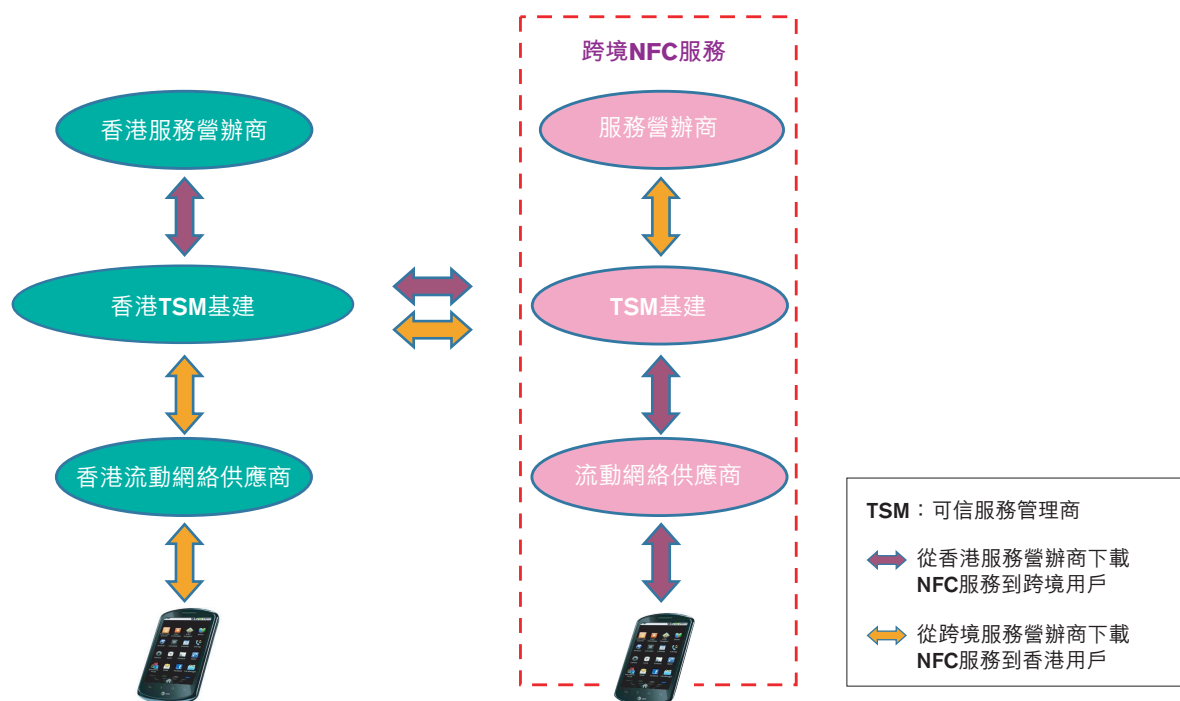 跨境NFC服務
香港服務營辦商
服務營辦商
香港TSM基建
TSM基建
香港流動網絡供應商
流動網絡供應商
TSM：可信服務管理商
從香港服務營辦商下載
NFC服務到跨境用戶
從跨境服務營辦商下載
NFC服務到香港用戶